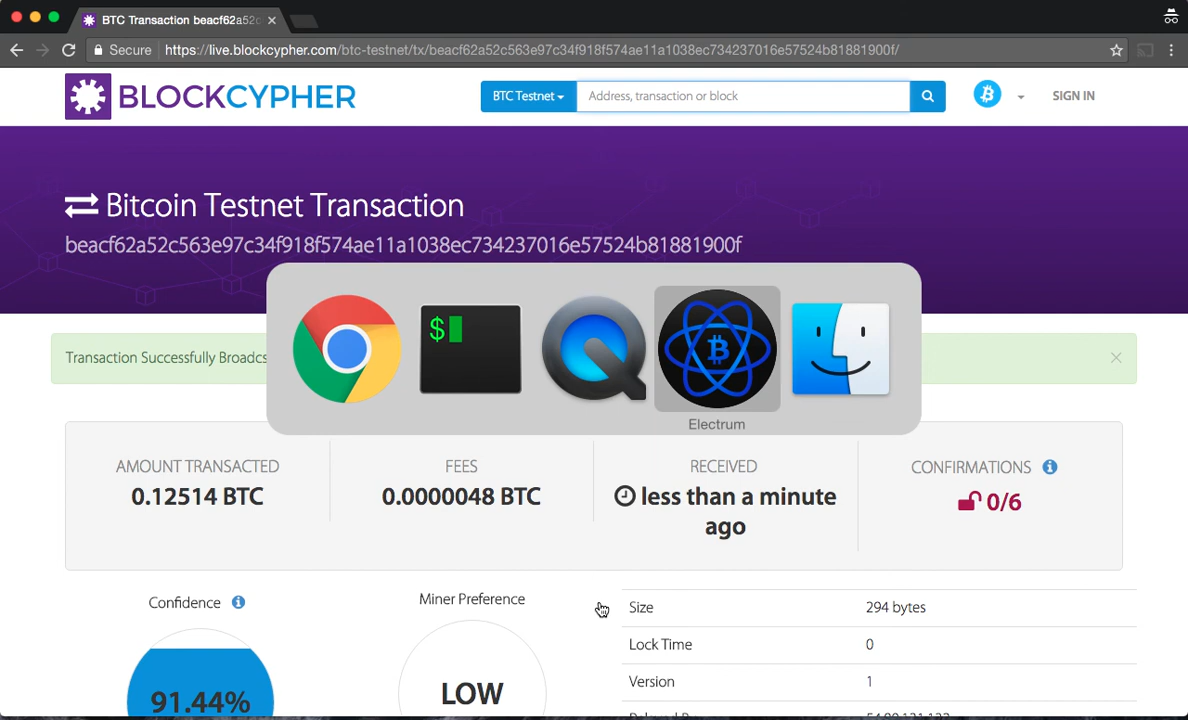 BTC Transaction beacf62a52c
Secure
https://live.blockcypher.com/btc-testnet/tx/beacf62a52c563e97c34f918f574ae11a1038ec734237016e57524b81881900f/
BLOCKCYPHER
BTC Testnet
Address, transaction or block
SIGN IN
Bitcoin Testnet Transaction
beacf62a52c563e97c34f918f574ae11a1038ec734237016e57524b81881900f
Transaction Successfully Broadcs
$
Electrum
AMOUNT TRANSACTED
0.12514 BTC
FEES
0.0000048 BTC
RECEIVED
less than a minute
ago
CONFIRMATIONS
0/6
Confidence
91.44%
Miner Preference
LOW
Size
294 bytes
Lock Time
0
Version
1